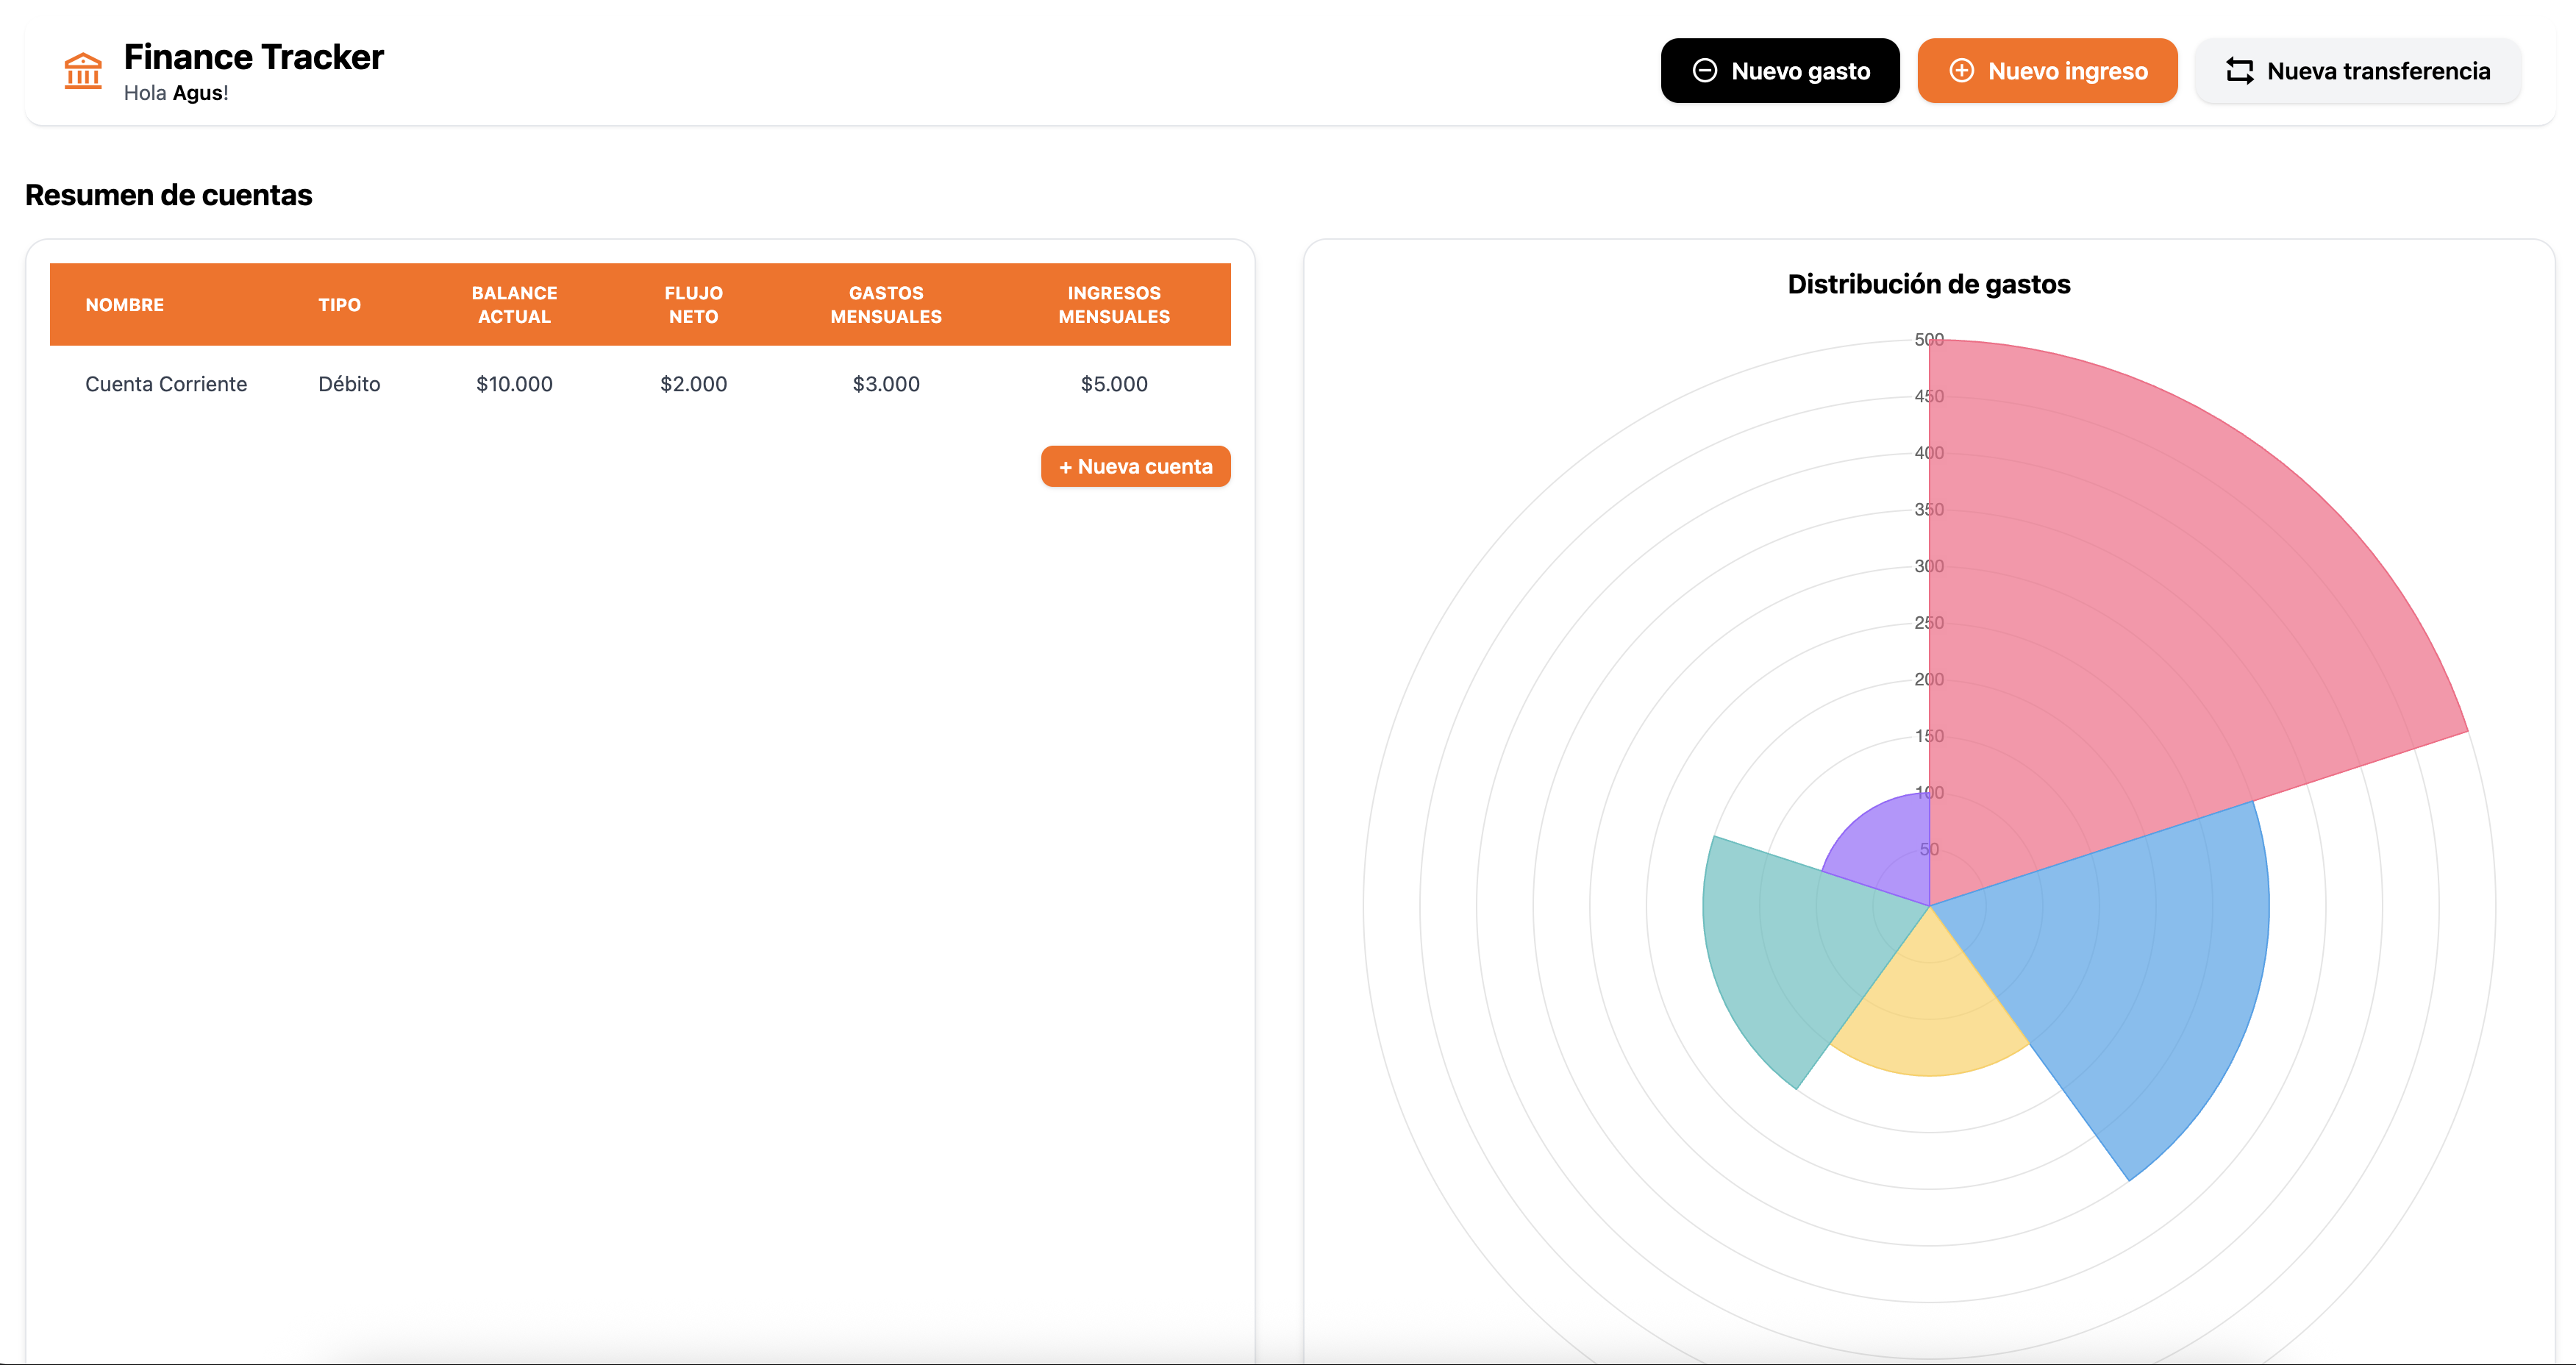 Finance Tracker
Hola Agus!
Nuevo gasto
Nuevo ingreso
Nueva transferencia
Resumen de cuentas
NOMBRE
TIPO
BALANCE
ACTUAL
FLUJO
NETO
GASTOS
MENSUALES
INGRESOS
MENSUALES
Cuenta Corriente
Débito
$10.000
$2.000
$3.000
$5.000
+ Nueva cuenta
Distribución de gastos
500
450
400
350
300
250
200
150
100
50